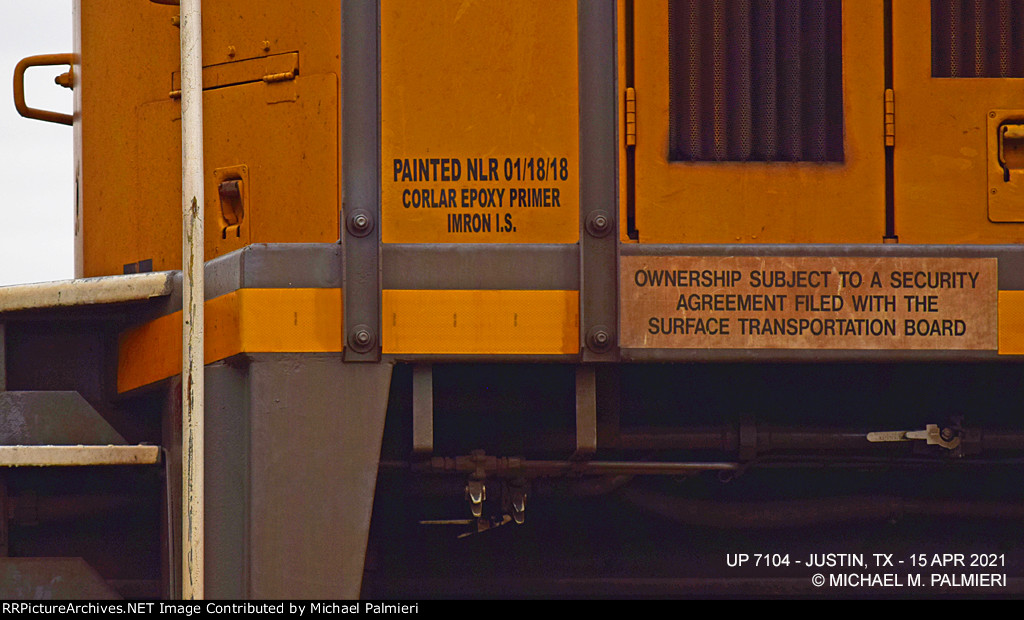 PAINTED NLR 01/18/18
CORLAR EPOXY PRIMER
IMRON I.S.
OWNERSHIP SUBJECT TO A SECURITY
AGREEMENT FILED WITH THE
SURFACE TRANSPORTATION BOARD
UP 7104 - JUSTIN, TX - 15 APR 2021
© MICHAEL M. PALMIERI
RRPictureArchives.NET Image Contributed by Michael Palmieri